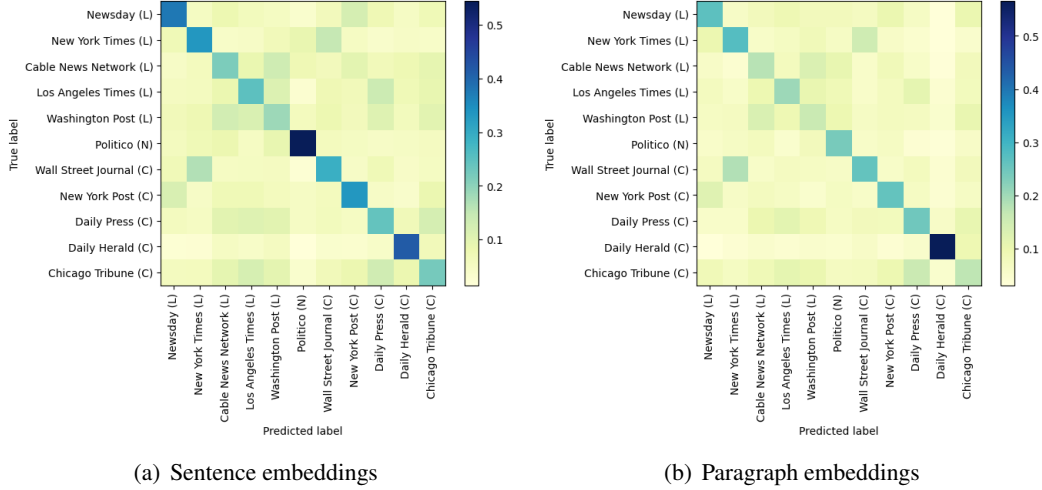 Newsday (L)
New York Times (L)
Cable News Network (L)
Los Angeles Times (L)
Washington Post (L)
Politico (N)
Wall Street Journal (C)
New York Post (C)
Daily Press (C)
Daily Herald (C)
Chicago Tribune (C)
True label
Newsday (L)
New York Times (L)
Cable News Network (L)
Los Angeles Times (L)
Washington Post (L)
Politico (N)
Wall Street Journal (C)
New York Post (C)
Daily Press (C)
Daily Herald (C)
Chicago Tribune (C)
Predicted label
0.5
0.4
0.3
0.2
0.1
(a) Sentence embeddings
Newsday (L)
New York Times (L)
Cable News Network (L)
Los Angeles Times (L)
Washington Post (L)
Politico (N)
Wall Street Journal (C)
New York Post (C)
Daily Press (C)
Daily Herald (C)
Chicago Tribune (C)
True label
Newsday (L)
New York Times (L)
Cable News Network (L)
Los Angeles Times (L)
Washington Post (L)
Politico (N)
Wall Street Journal (C)
New York Post (C)
Daily Press (C)
Daily Herald (C)
Chicago Tribune (C)
Predicted label
0.5
0.4
0.3
0.2
0.1
(b) Paragraph embeddings